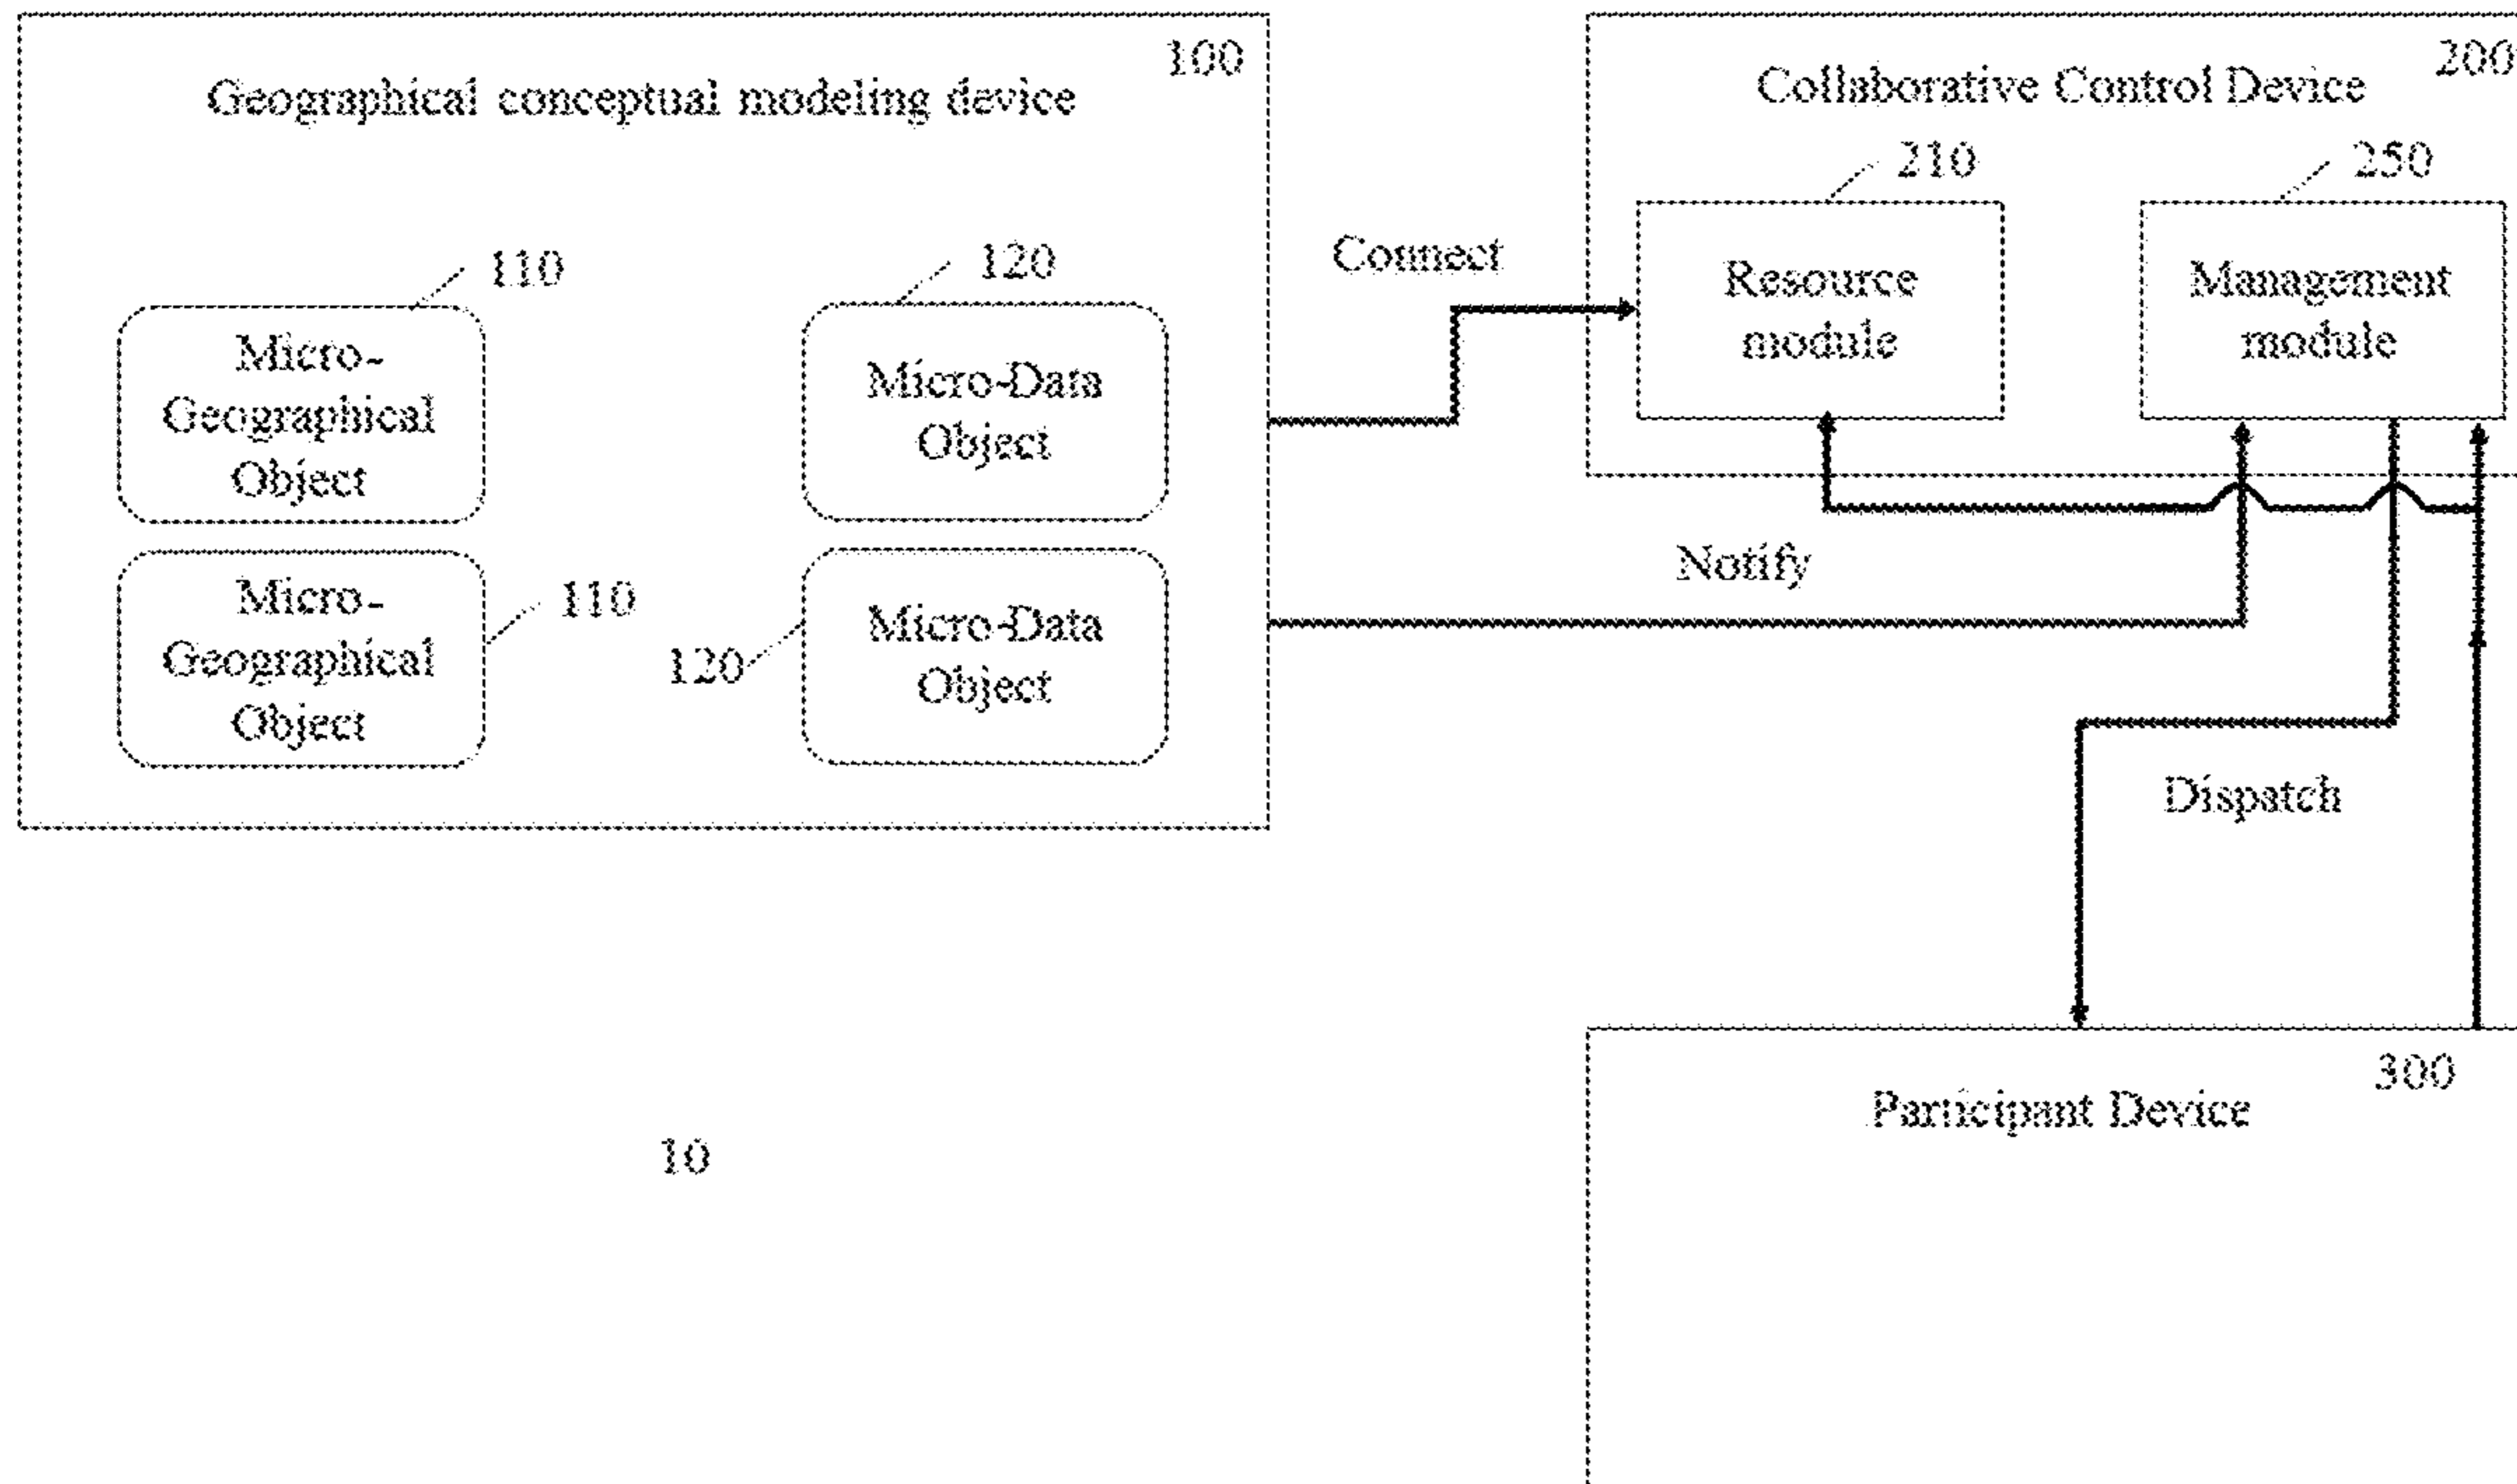 100
Geographical conceptual modeling device
110
Micro-
Geographical
Object
120
Micro-Data
Object
Micro-
Geographical
Object
110
120
Micro-Data
Object
Connect
Notify
200
Collaborative Control Device
210
Resource
module
250
Management
module
Dispatch
300
Participant Device
10